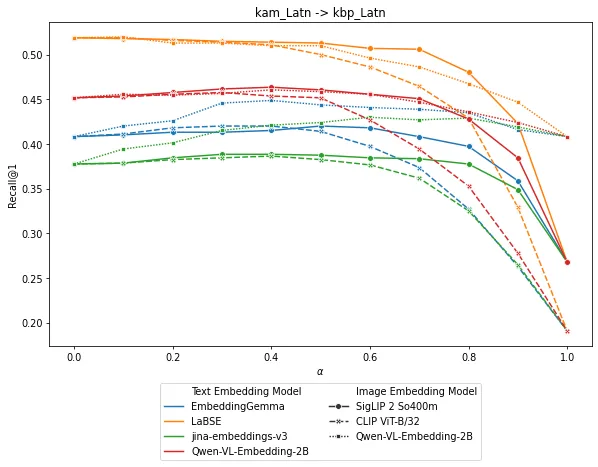 kam_Latn -> kbp_Latn
Recall@1
0.50
0.45
0.40
0.35
0.30
0.25
0.20
0.0
0.2
0.4
0.6
0.8
1.0
α
Text Embedding Model
EmbeddingGemma
LaBSE
jina-embeddings-v3
Qwen-VL-Embedding-2B
Image Embedding Model
SigLIP 2 So400m
CLIP ViT-B/32
Qwen-VL-Embedding-2B